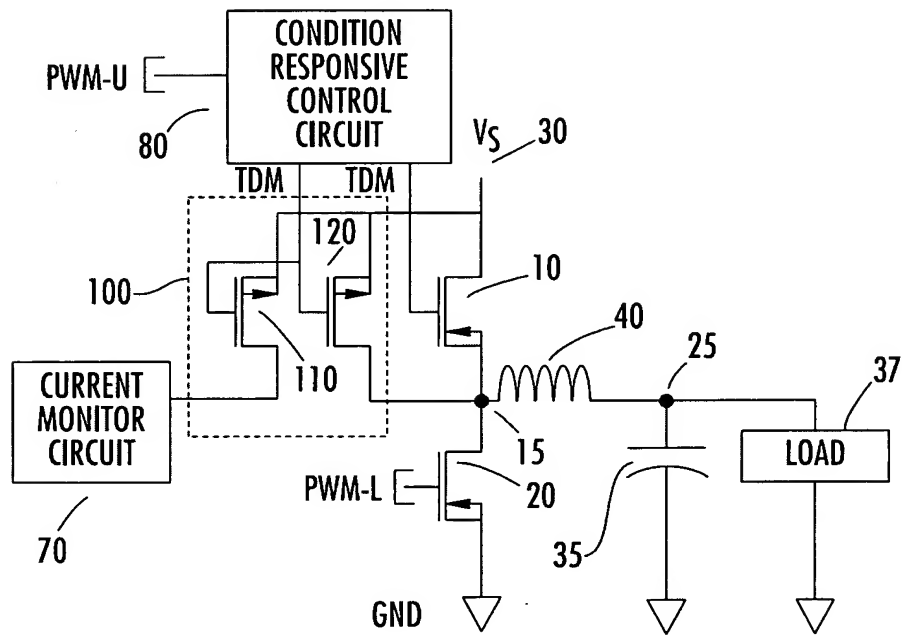 CONDITION
RESPONSIVE
CONTROL
CIRCUIT
PWM-U
80
VS
30
TDM TDM
120
10
100
40
25
110
37
CURRENT
MONITOR
CIRCUIT
15
LOAD
PWM-L
20
35
70
GND